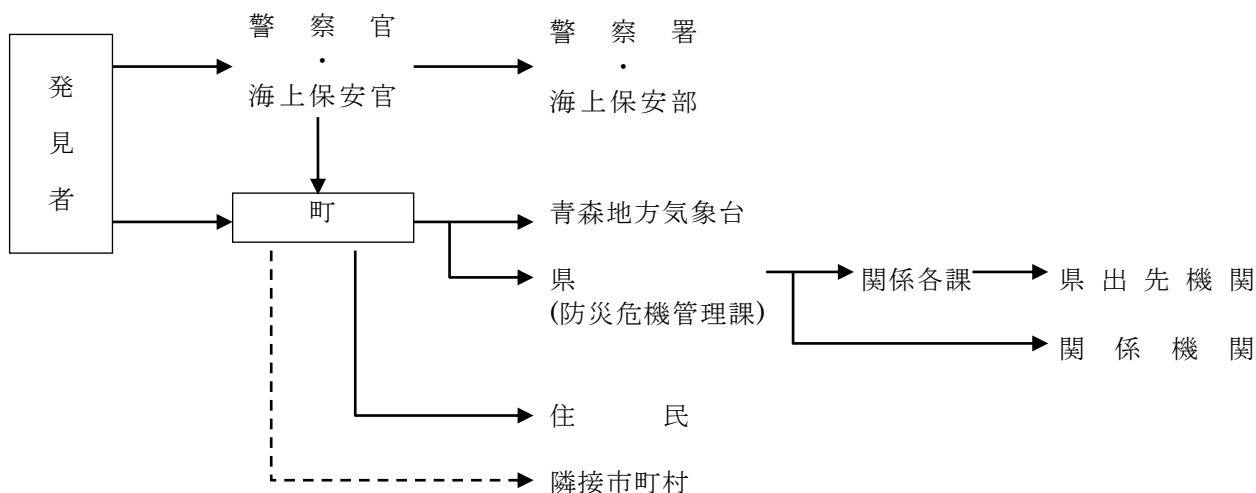 発見者
警察官
・
海上保安官
警察署
・
海上保安部
町
青森地方気象台
県
(防災危機管理課)
関係各課
県出先機関
関係機関
住民
隣接市町村